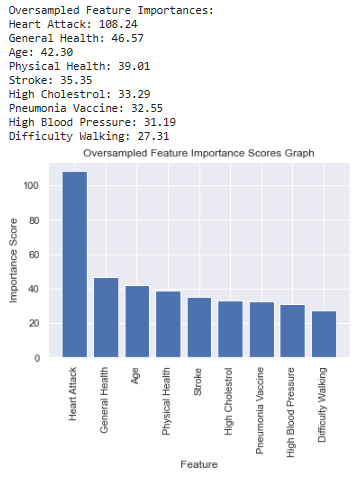 Oversampled Feature Importances:
Heart Attack: 108.24
General Health: 46.57
Age: 42.30
Physical Health: 39.01
Stroke: 35.35
High Cholestrol: 33.29
Pneumonia Vaccine: 32.55
High Blood Pressure: 31.19
Difficulty Walking: 27.31
Oversampled Feature Importance Scores Graph
Importance Score
100
80
60
40
20
0
Heart Attack
General Health
Age
Physical Health
Stroke
High Cholestrol
Pneumonia Vaccine
High Blood Pressure
Difficulty Walking
Feature